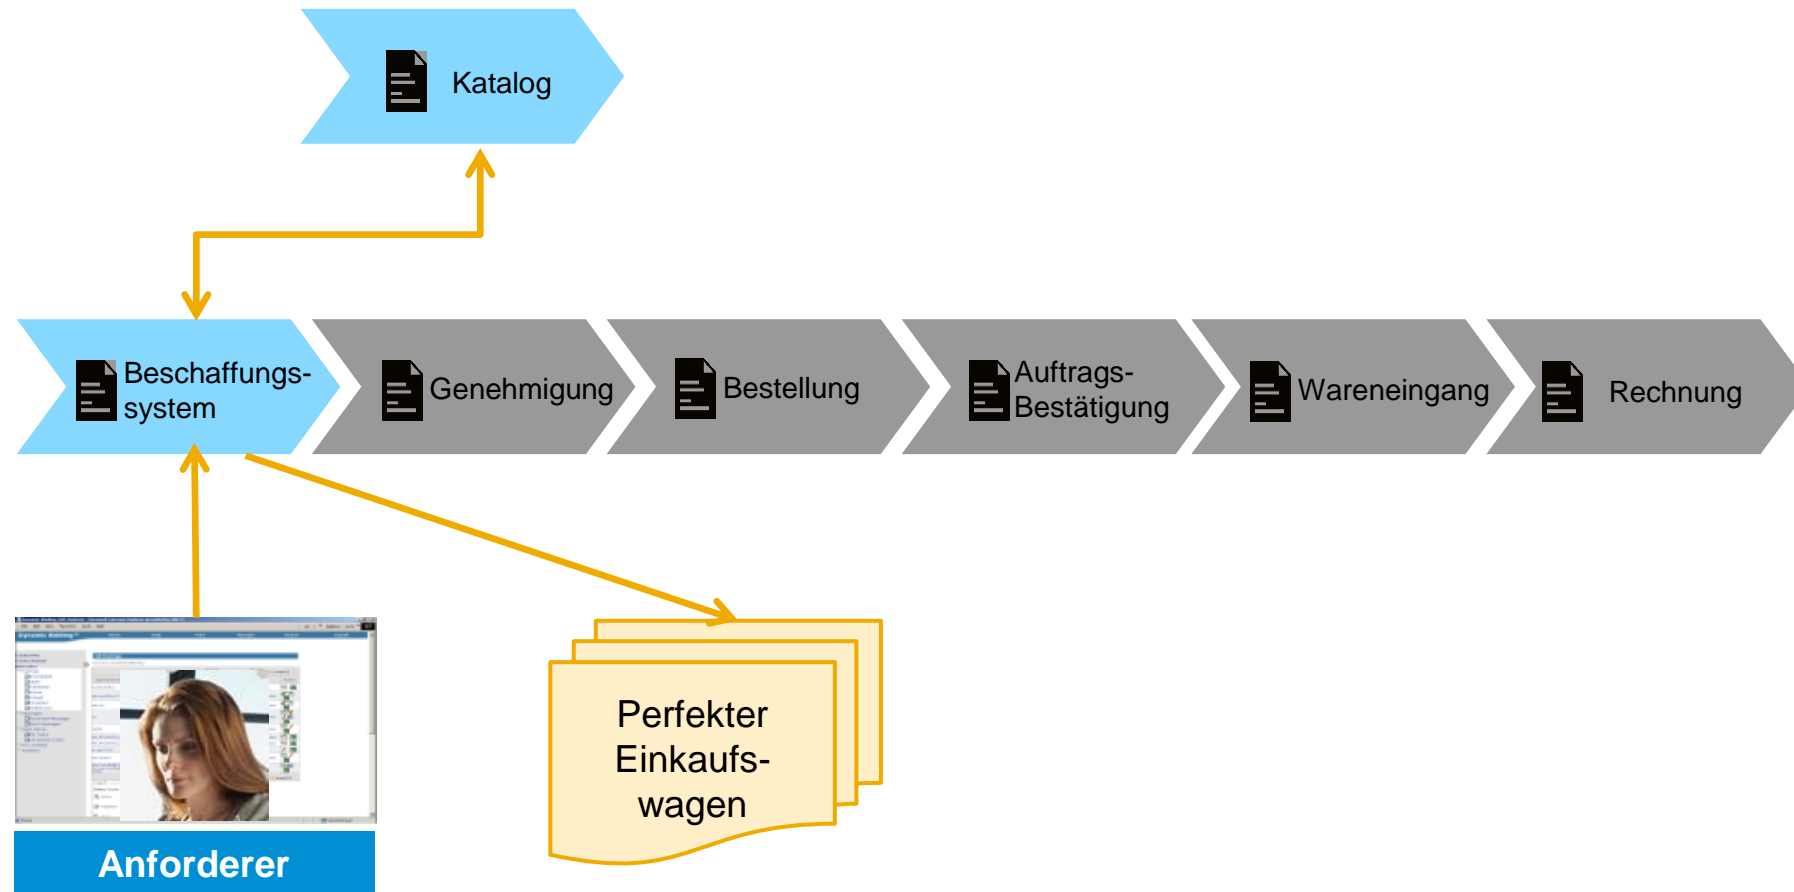 Katalog
Beschaffungs-
system
Genehmigung
Bestellung
Auftrags-
Bestätigung
Wareneingang
Rechnung
Perfekter
Einkaufs-
wagen
Anforderer